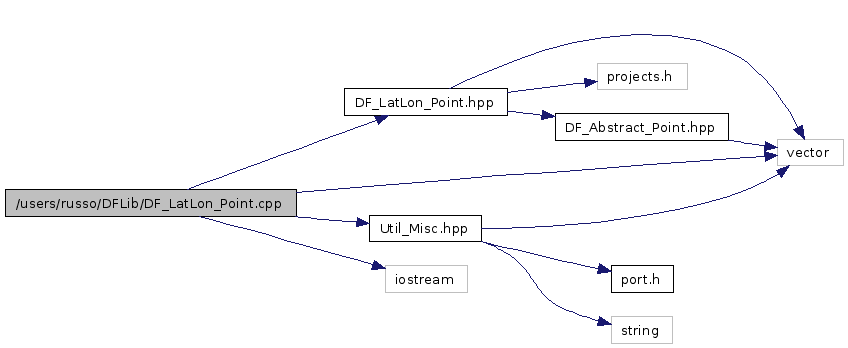 /users/russo/DFLib/DF_LatLon_Point.cpp
DF_LatLon_Point.hpp
projects.h
DF_Abstract_Point.hpp
vector
Util_Misc.hpp
iostream
port.h
string